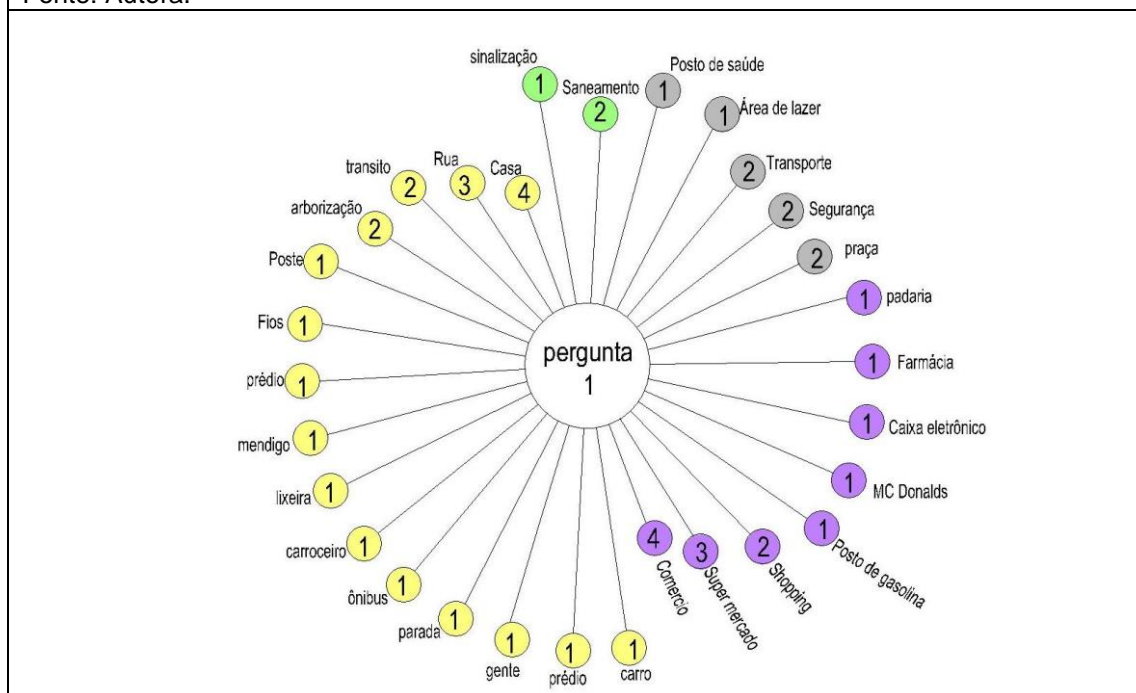 Fonte: Autora.
sinalização
1
Saneamento
2
Posto de saúde
1
Área de lazer
1
Transporte
2
Segurança
2
praça
2
padaria
1
Farmácia
1
Caixa eletrônico
1
MC Donalds
1
Posto de gasolina
1
Shopping
2
Super mercado
3
Comercio
4
carro
1
prédio
1
gente
1
parada
1
ônibus
1
carroceiro
1
lixeira
1
mendigo
1
prédio
1
Fios
1
Poste
1
arborização
2
transito
2
Rua
3
Casa
4
pergunta
1